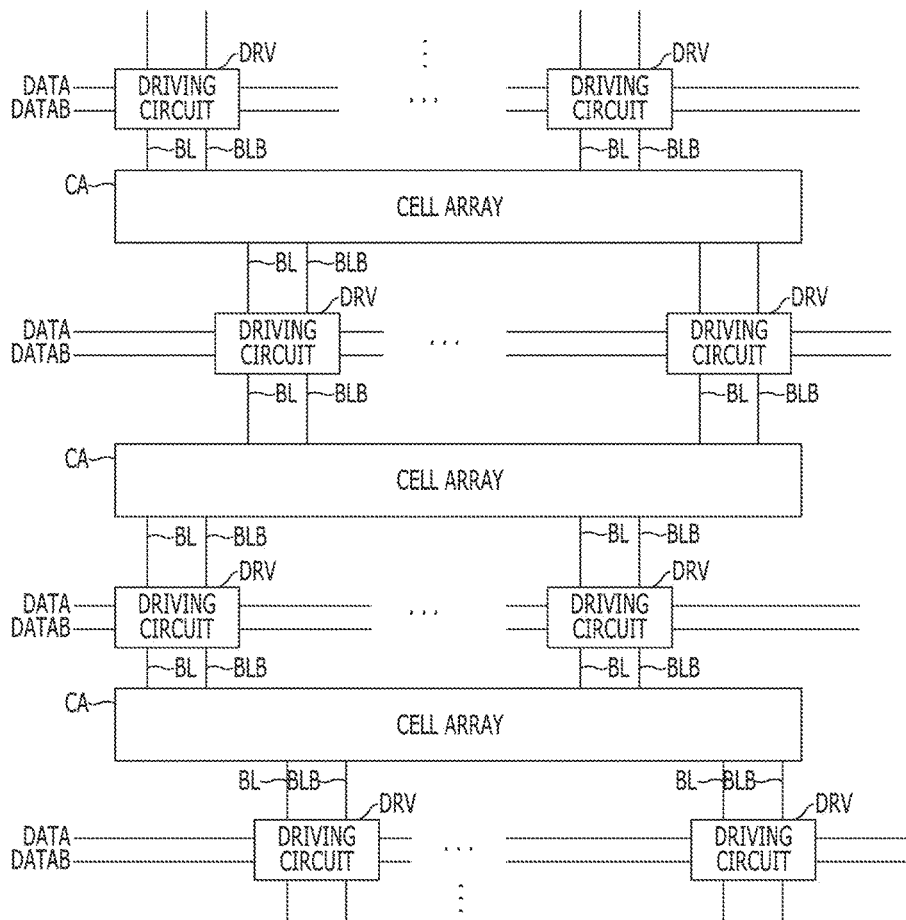 DRV DRV
DATA DRIVING CIRCUIT DRIVING CIRCUIT
DATAB
BL BLB BL BLB
CA
CELL ARRAY
BL BLB
DRV DRV
DATA DRIVING CIRCUIT DRIVING CIRCUIT
DATAB
BL BLB BL BLB
CA
CELL ARRAY
BL BLB BL BLB
DRV DRV
DATA DRIVING CIRCUIT DRIVING CIRCUIT
DATAB
BL BLB BL BLB
CA
CELL ARRAY
BL BLB BL BLB
DRV DRV
DATA DRIVING CIRCUIT DRIVING CIRCUIT
DATAB